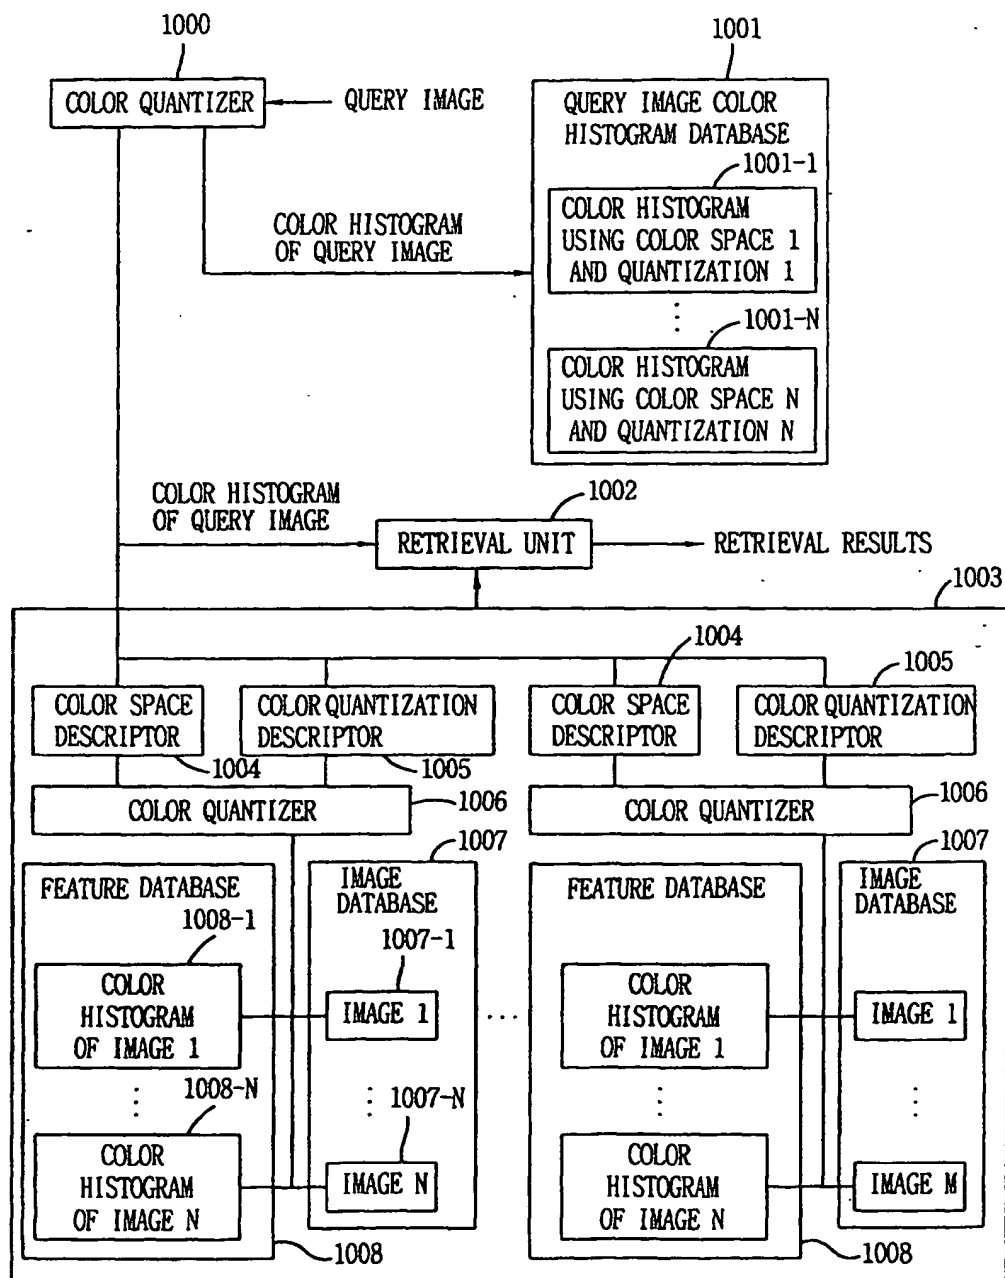 1000
1001
COLOR QUANTIZER
QUERY IMAGE
QUERY IMAGE COLOR
HISTOGRAM DATABASE
1001-1
COLOR HISTOGRAM
USING COLOR SPACE 1
AND QUANTIZATION 1
COLOR HISTOGRAM
OF QUERY IMAGE
1001-N
COLOR HISTOGRAM
USING COLOR SPACE N
AND QUANTIZATION N
COLOR HISTOGRAM
OF QUERY IMAGE
1002
RETRIEVAL UNIT
RETRIEVAL RESULTS
1003
COLOR SPACE
DESCRIPTOR
1004
COLOR QUANTIZATION
DESCRIPTOR
1005
1004
COLOR SPACE
DESCRIPTOR
1005
COLOR QUANTIZATION
DESCRIPTOR
COLOR QUANTIZER
1006
COLOR QUANTIZER
1006
FEATURE DATABASE
1008-1
COLOR
HISTOGRAM
OF IMAGE 1
1008-N
COLOR
HISTOGRAM
OF IMAGE N
1008
1007
IMAGE
DATABASE
1007-1
IMAGE 1
1007-N
IMAGE N
...
FEATURE DATABASE
COLOR
HISTOGRAM
OF IMAGE 1
COLOR
HISTOGRAM
OF IMAGE N
1008
1007
IMAGE
DATABASE
IMAGE 1
IMAGE M